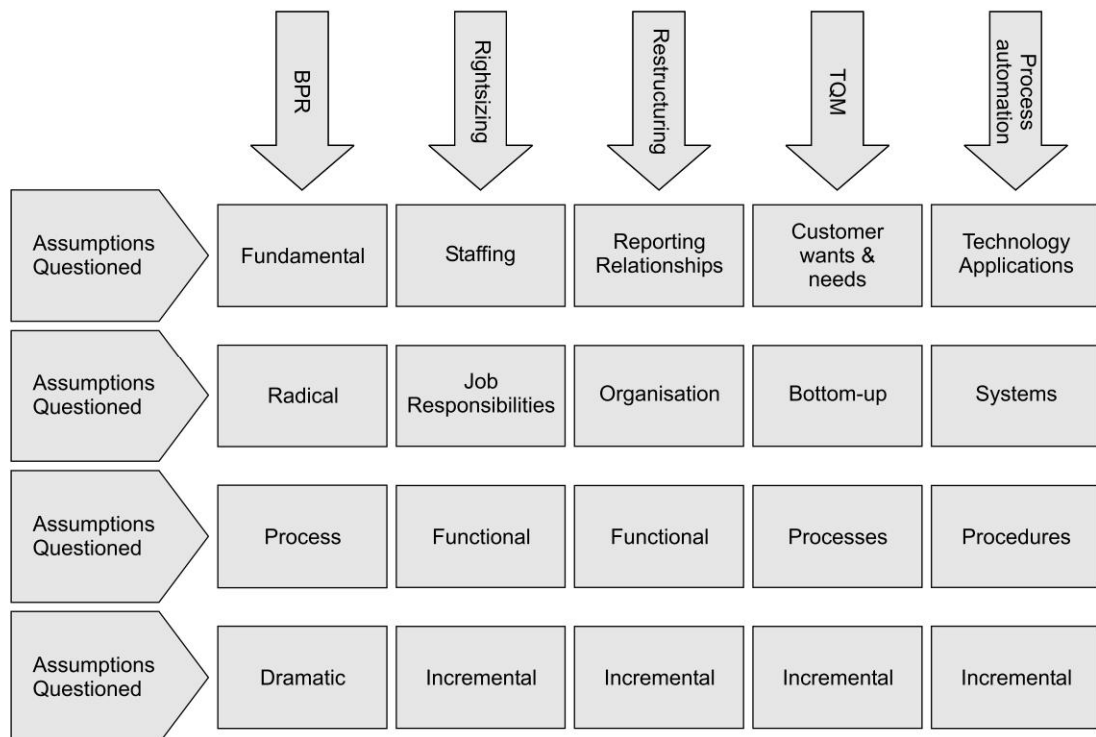 BPR
Rightsizing
Restructuring
TQM
Process
automation
Assumptions
Questioned
Fundamental
Staffing
Reporting
Relationships
Customer
wants &
needs
Technology
Applications
Assumptions
Questioned
Radical
Job
Responsibilities
Organisation
Bottom-up
Systems
Assumptions
Questioned
Process
Functional
Functional
Processes
Procedures
Assumptions
Questioned
Dramatic
Incremental
Incremental
Incremental
Incremental